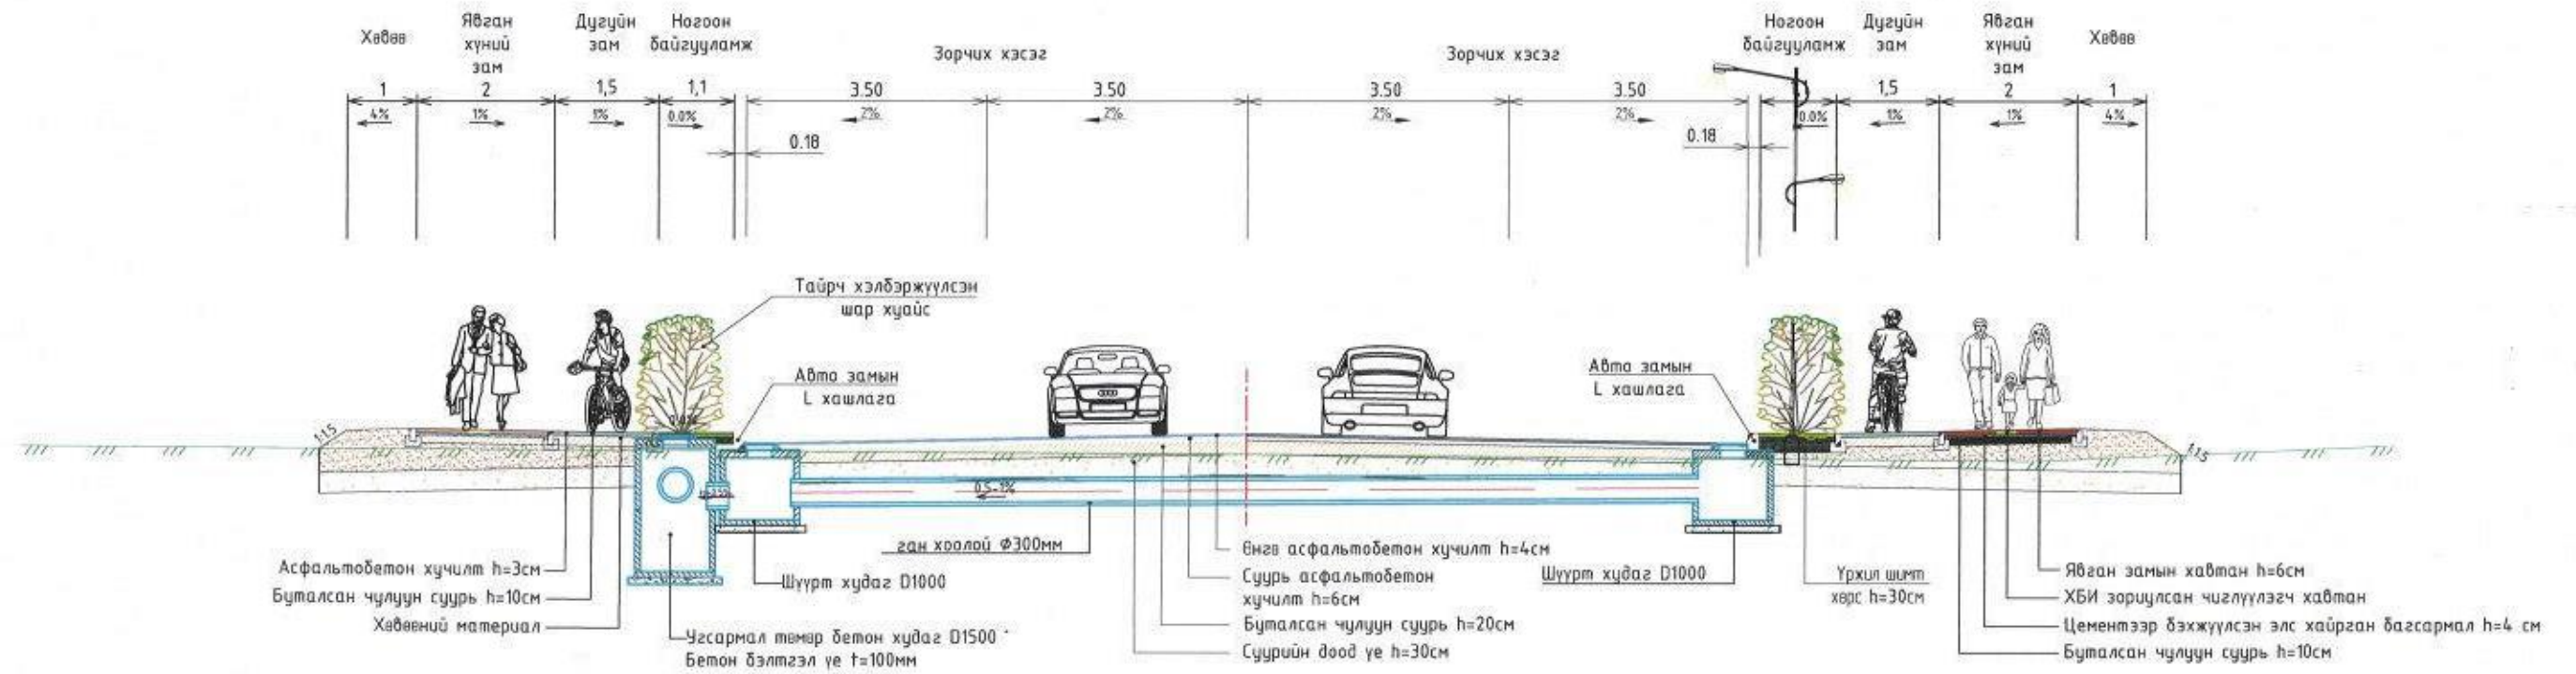 Хөвөө
Явган
хүний
зам
Дугуйн
зам
Ногоон
байгууламж
Зорчих хэсэг
Зорчих хэсэг
Ногоон
байгууламж
Дугуйн
зам
Явган
хүний
зам
Хөвөө
1 2 1,5 1,1 3.50 3.50 3.50 3.50 1,5 2 1
4% 1% 1% 0.0% 2% 2% 2% 2% 0.0% 1% 1% 4%
0.18
0.18
Тайрч хэлбэржүүлсэн
шар хуайс
Авто замын
L хашлага
Авто замын
L хашлага
1:1.5
1:1.5
0.5-1%
ган хоолой Ф300мм
Асфальтобетон хучилт h=3см
Буталсан чулуун суурь h=10см
Хөвөөний материал
Шүүрт худаг D1000
Угсармал төмөр бетон худаг D1500
Бетон бэлтгэл үе t=100мм
Өнгө асфальтобетон хучилт h=4см
Суурь асфальтобетон
хучилт h=6см
Буталсан чулуун суурь h=20см
Суурийн доод үе h=30см
Шүүрт худаг D1000
Үржил шимт
хөрс h=30см
Явган замын хавтан h=6см
ХБИ зориулсан чиглүүлэгч хавтан
Цементээр бэхжүүлсэн элс хайрган багсармал h=4 см
Буталсан чулуун суурь h=10см